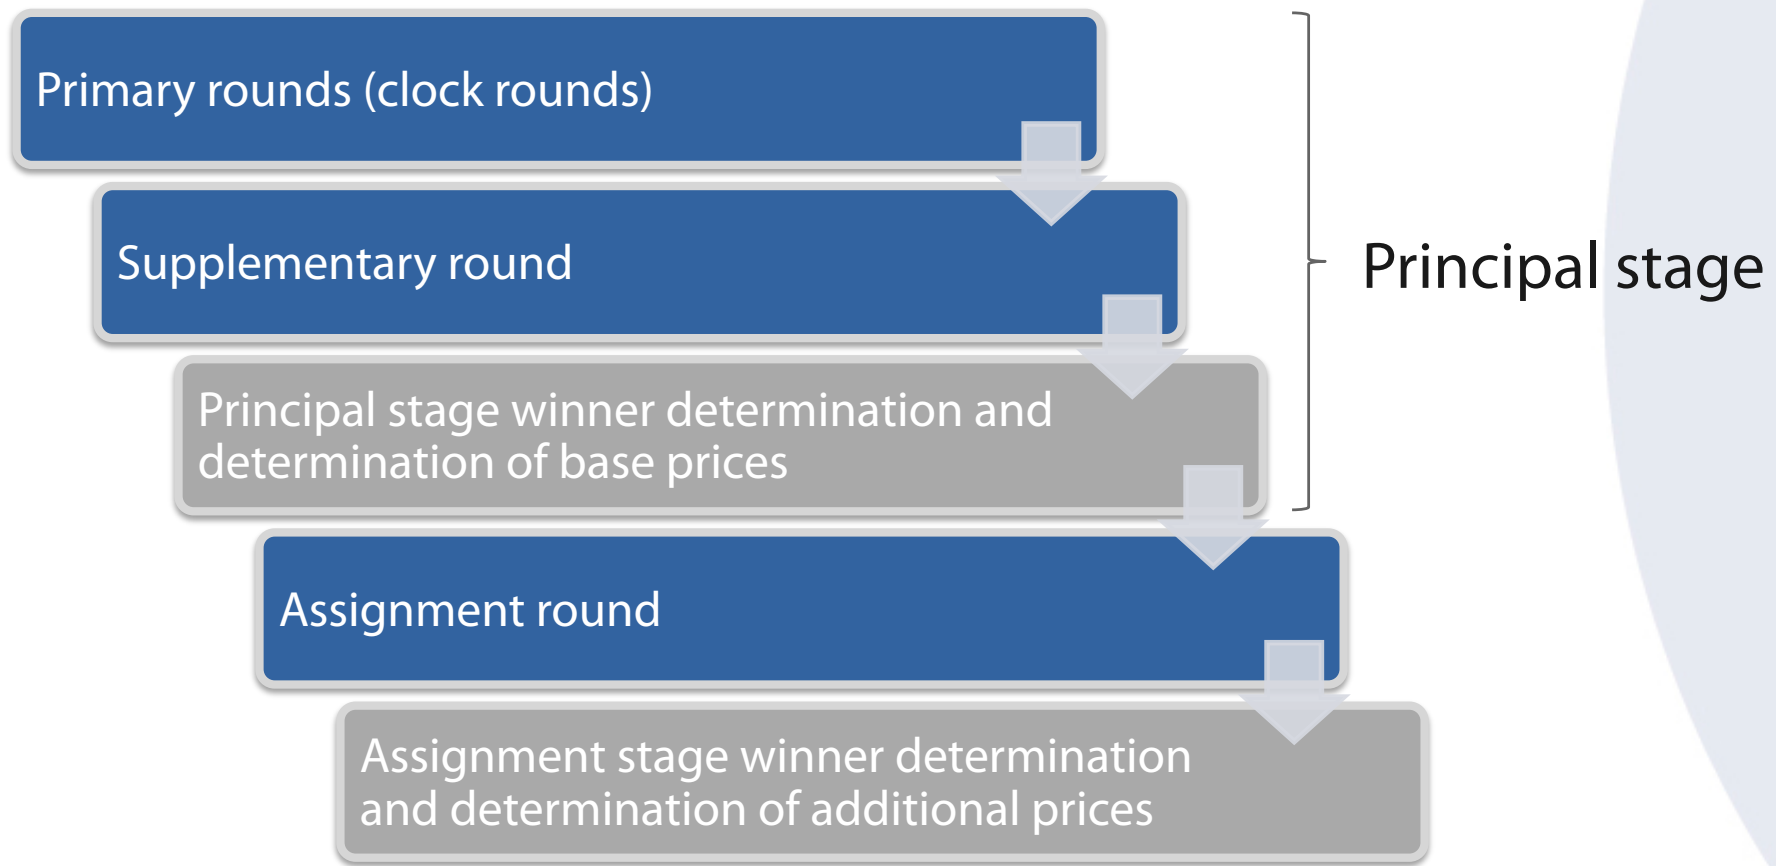 Primary rounds (clock rounds)
Supplementary round
Principal stage
Principal stage winner determination and
determination of base prices
Assignment round
Assignment stage winner determination
and determination of additional prices